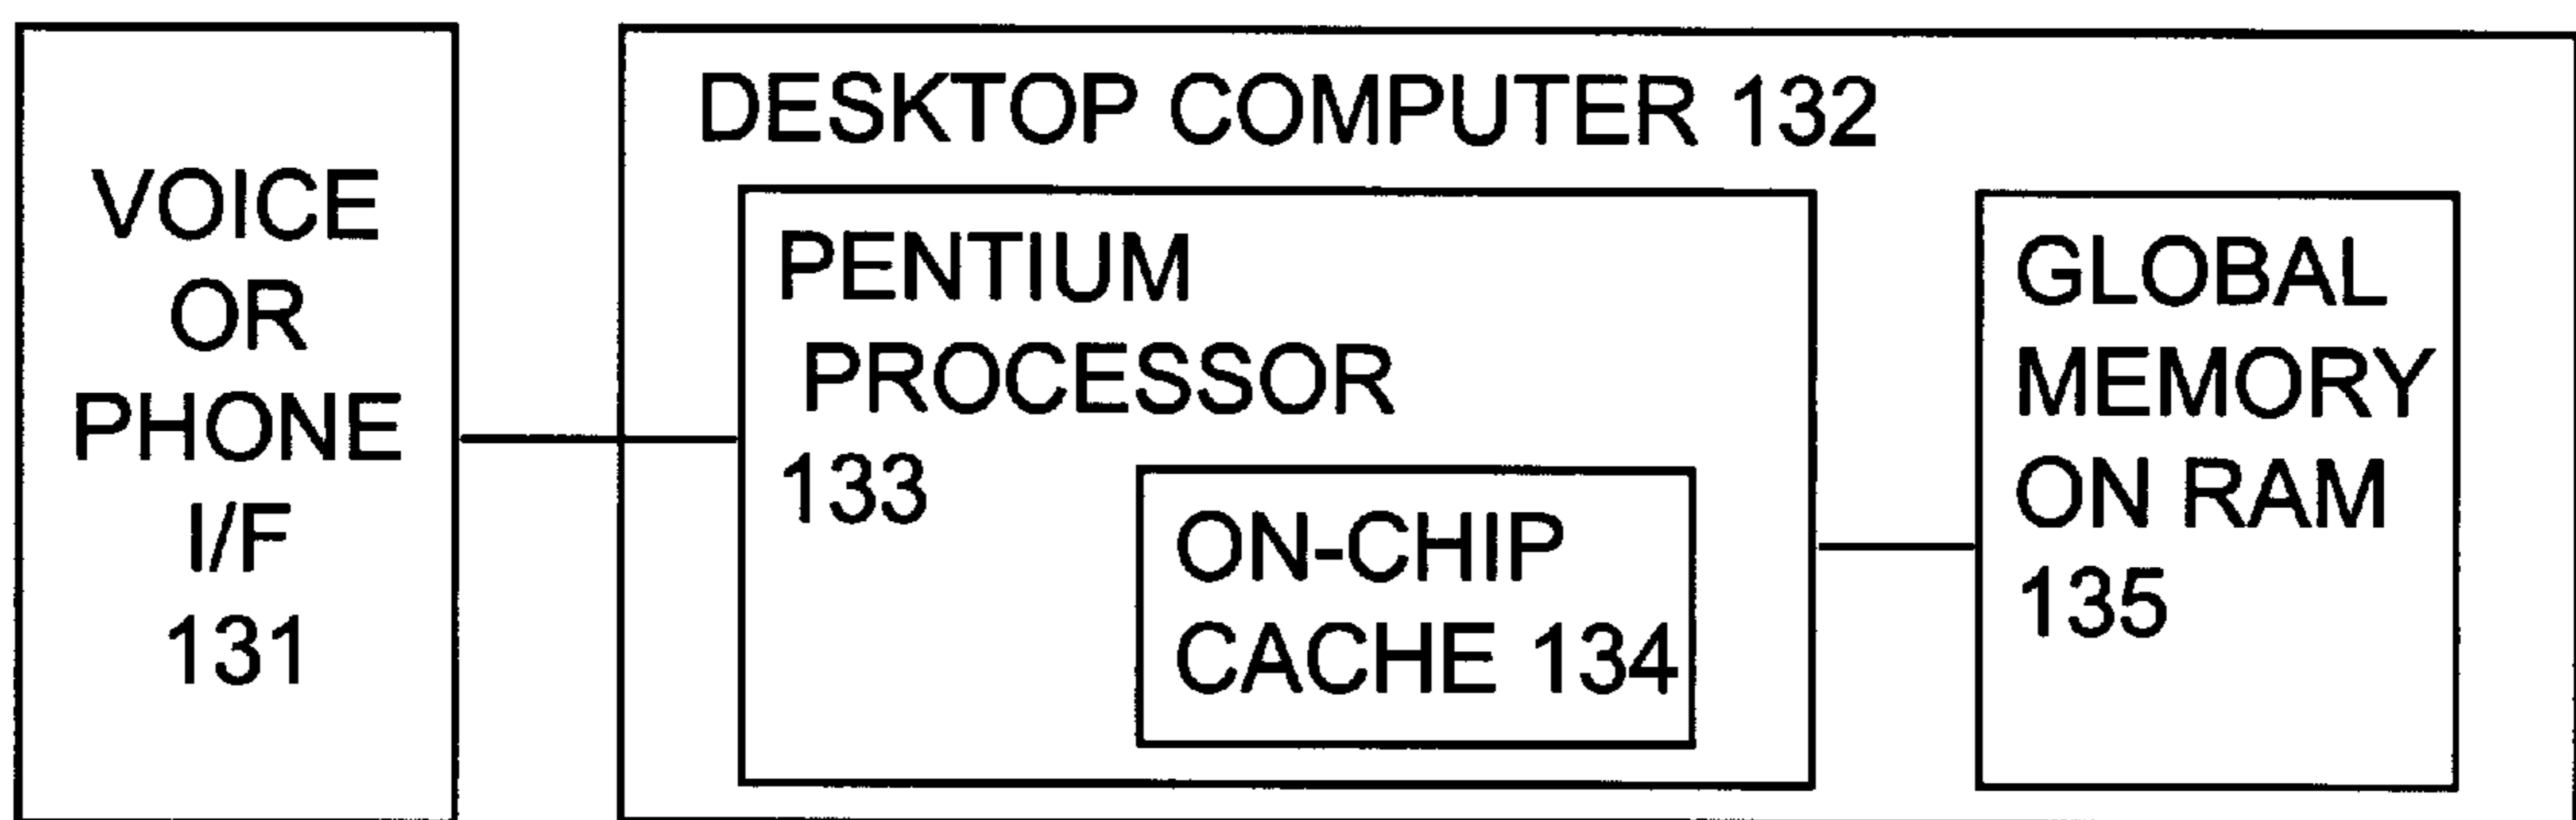 VOICE
OR
PHONE
I/F
131
DESKTOP COMPUTER 132
PENTIUM
PROCESSOR
133
ON-CHIP
CACHE 134
GLOBAL
MEMORY
ON RAM
135